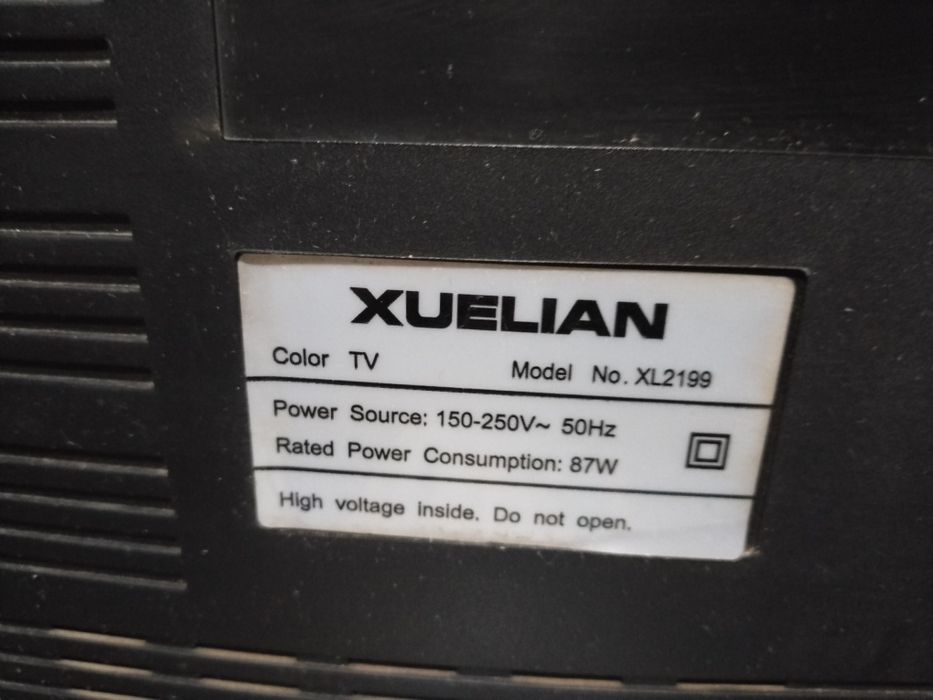 XUELIAN
Color TV Model No. XL2199
Power Source: 150-250V~ 50Hz
Rated Power Consumption: 87W
High voltage inside. Do not open.